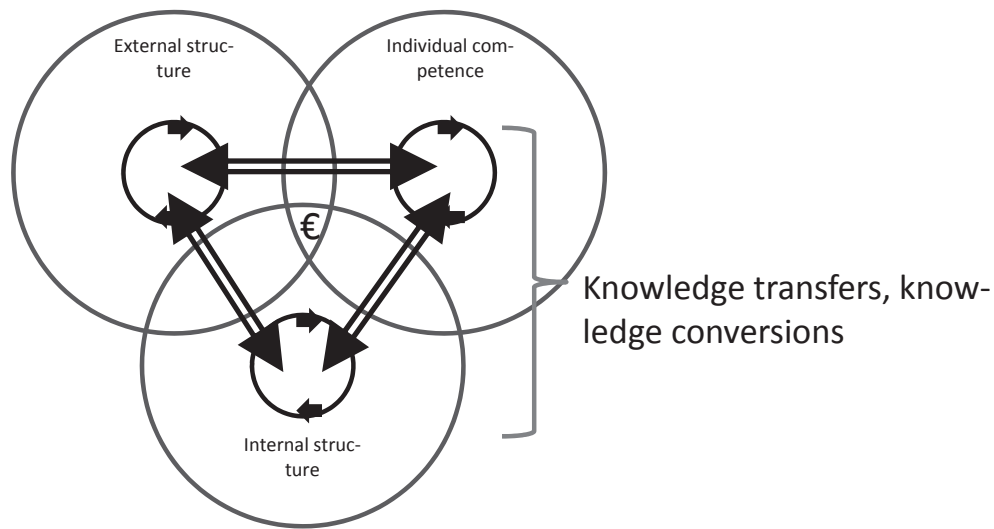 External struc-
ture
Individual com-
petence
€
Knowledge transfers, know-
ledge conversions
Internal struc-
ture